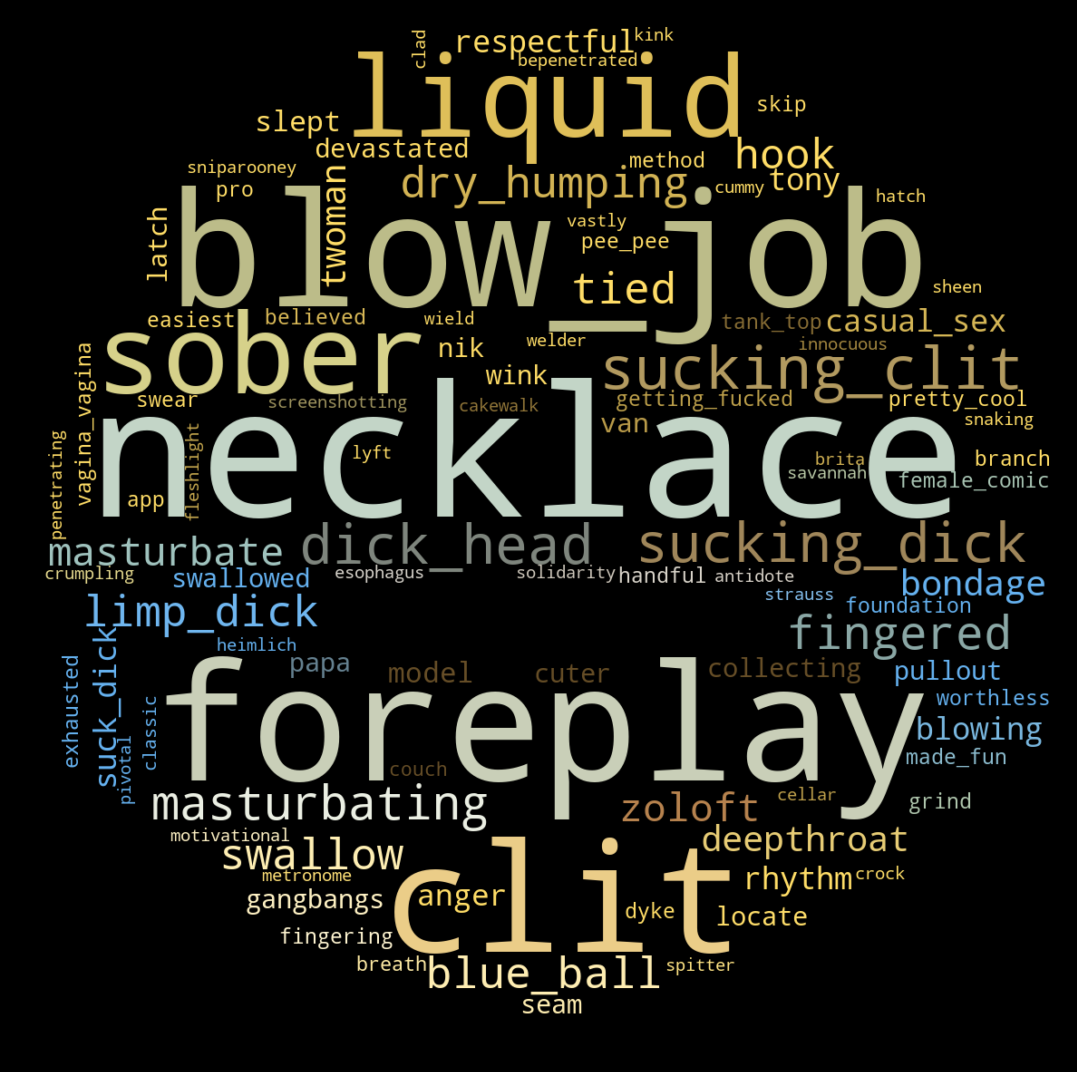 clad
respectful
kink
bepenetrated
liquid
skip
slept
devastated
method
hook
sniparooney
pro
dry_humping
cummy
tony
hatch
latch
twoman
blow_job
vastly
pee_pee
tied
sheen
easiest
believed
wield
welder
tank_top
casual_sex
innocuous
sober
nik
wink
sucking_clit
vagina_vagina
swear
screenshotting
cakewalk
getting_fucked
pretty_cool
snaking
necklace
van
penetrating
fleshlight
lyft
brita
branch
savannah
female_comic
app
masturbate
dick_head
sucking_dick
crumpling
swallowed
esophagus
solidarity
handful
antidote
bondage
strauss
foundation
limp_dick
fingered
suck_dick
heimlich
exhausted
papa
model
cuter
collecting
pullout
foreplay
worthless
pivotal
classic
blowing
made_fun
couch
masturbating
zoloft
cellar
grind
motivational
swallow
deepthroat
metronome
clit
anger
rhythm
crock
gangbangs
dyke
locate
fingering
breath
blue_ball
spitter
seam